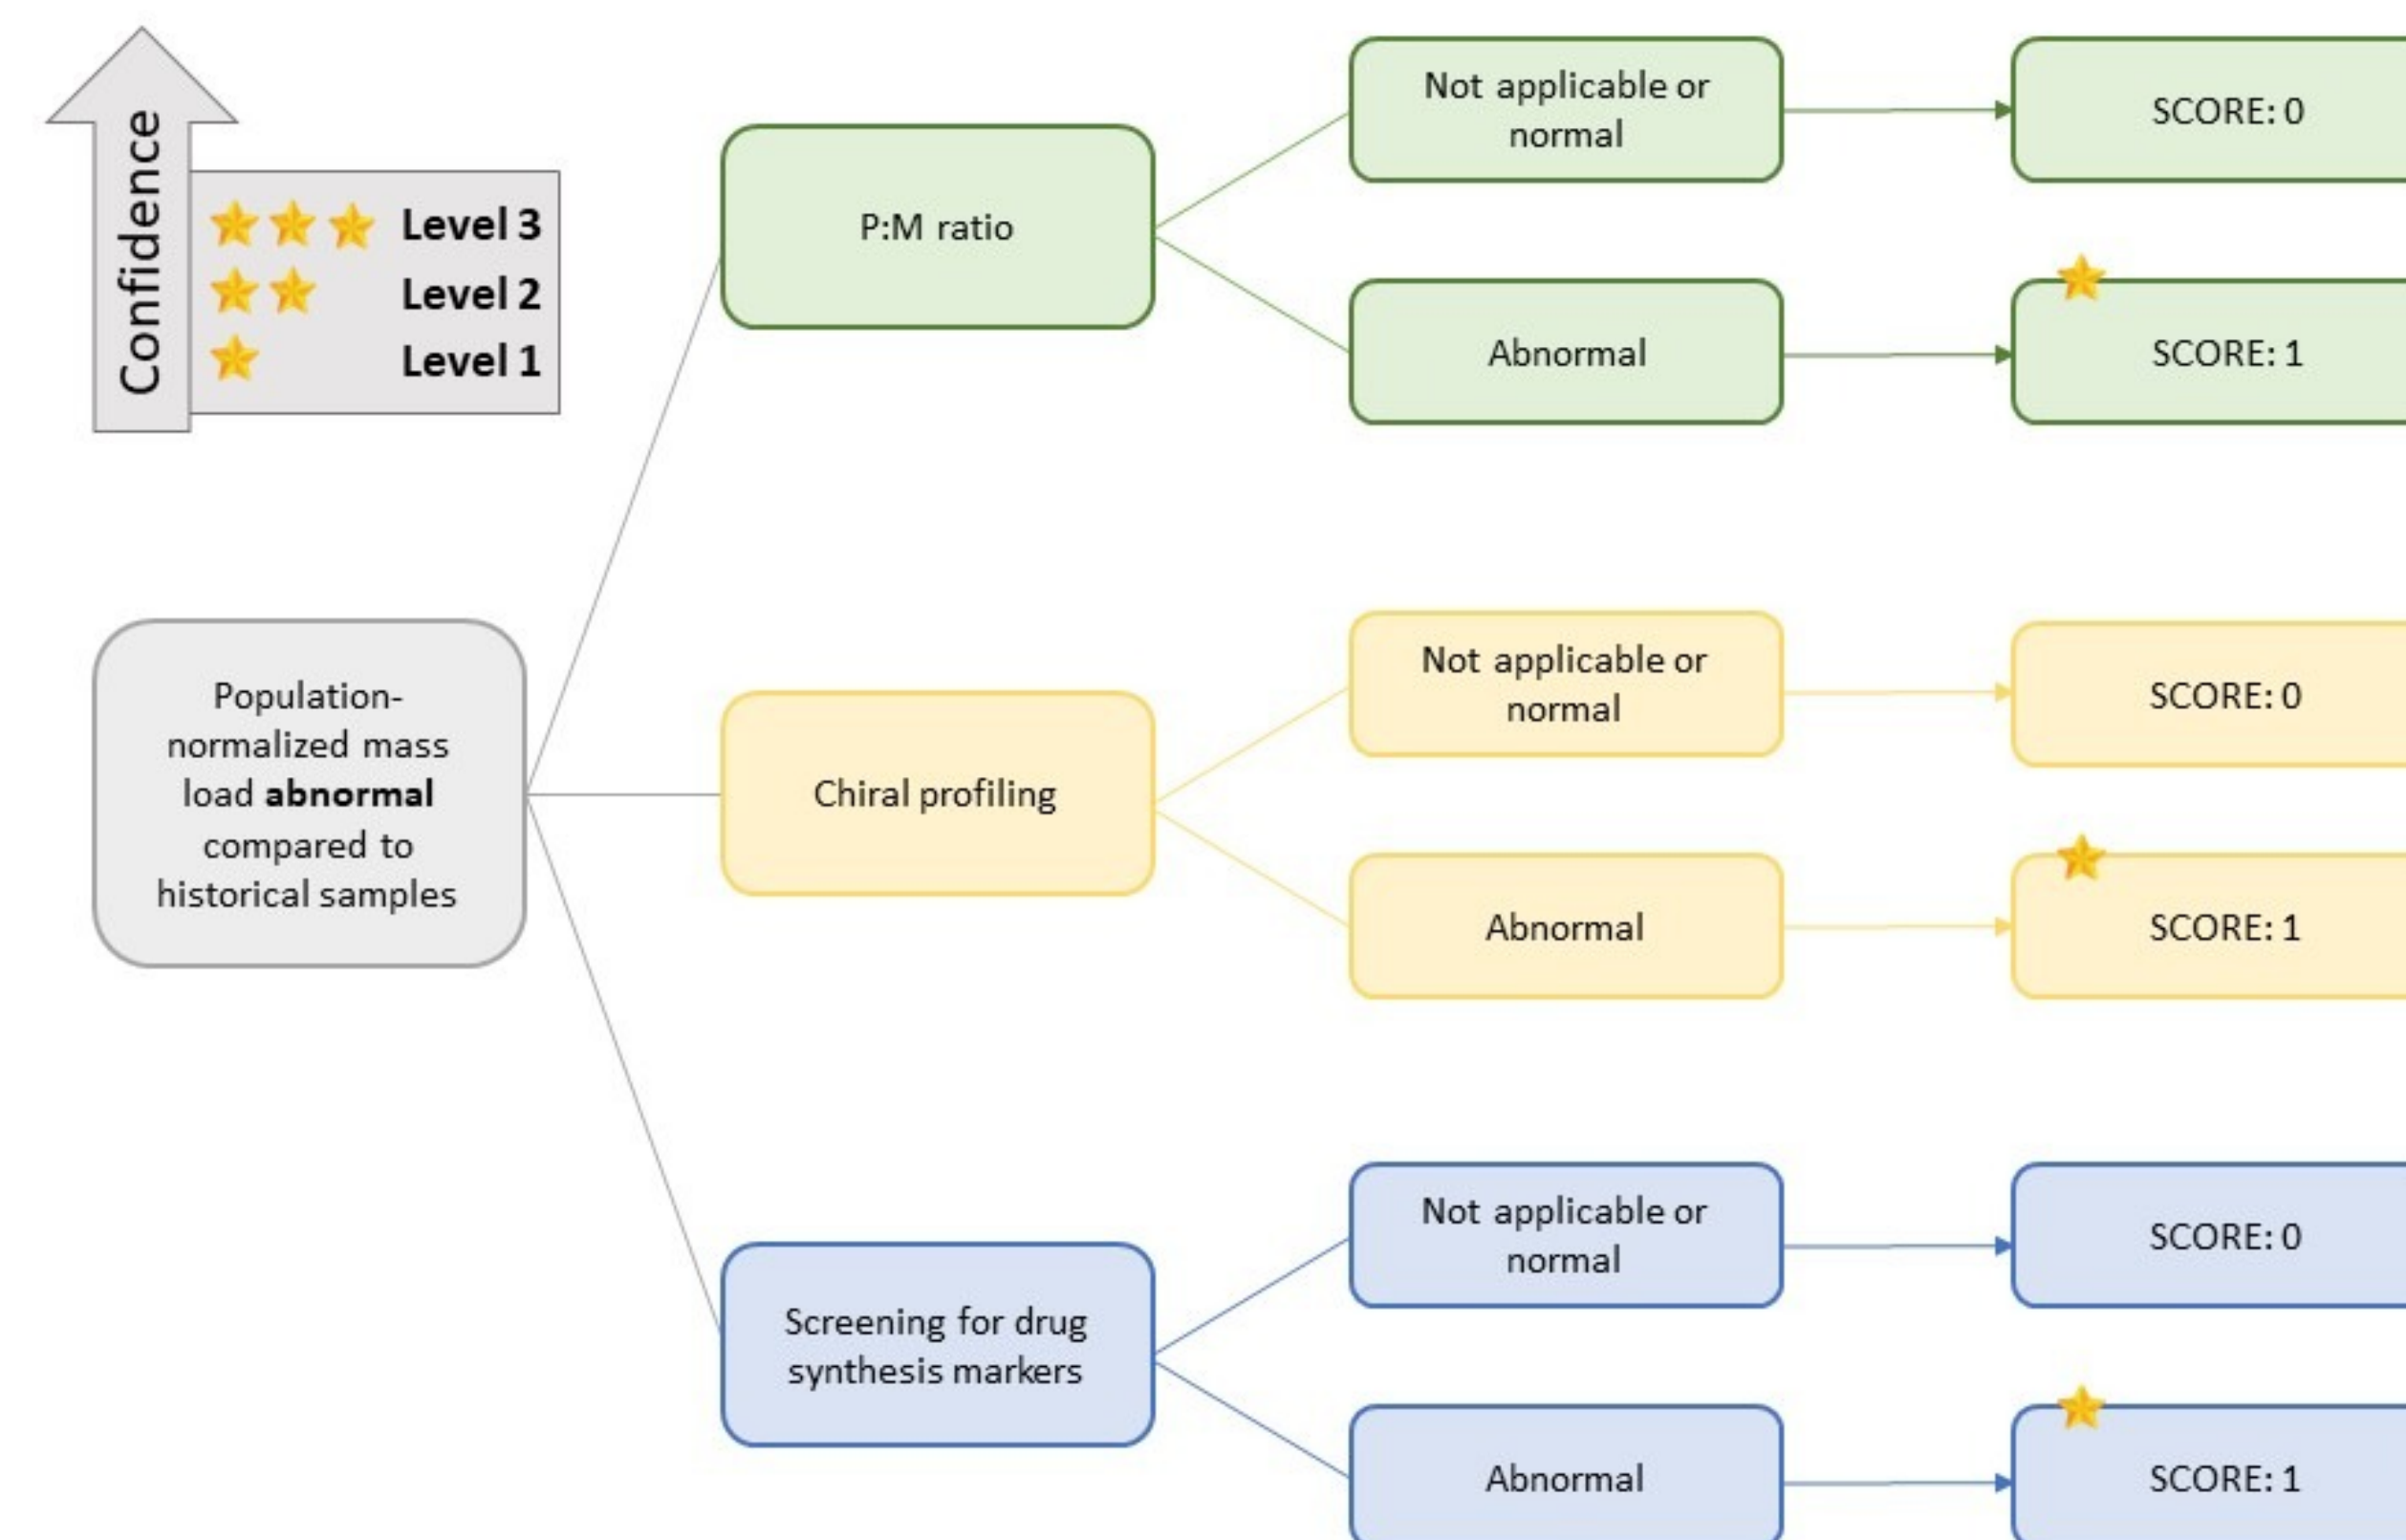 Confidence
Level 3
Level 2
Level 1
Population-
normalized mass
load abnormal
compared to
historical samples
P:M ratio
Not applicable or
normal
SCORE: 0
Abnormal
SCORE: 1
Chiral profiling
Not applicable or
normal
SCORE: 0
Abnormal
SCORE: 1
Screening for drug
synthesis markers
Not applicable or
normal
SCORE: 0
Abnormal
SCORE: 1